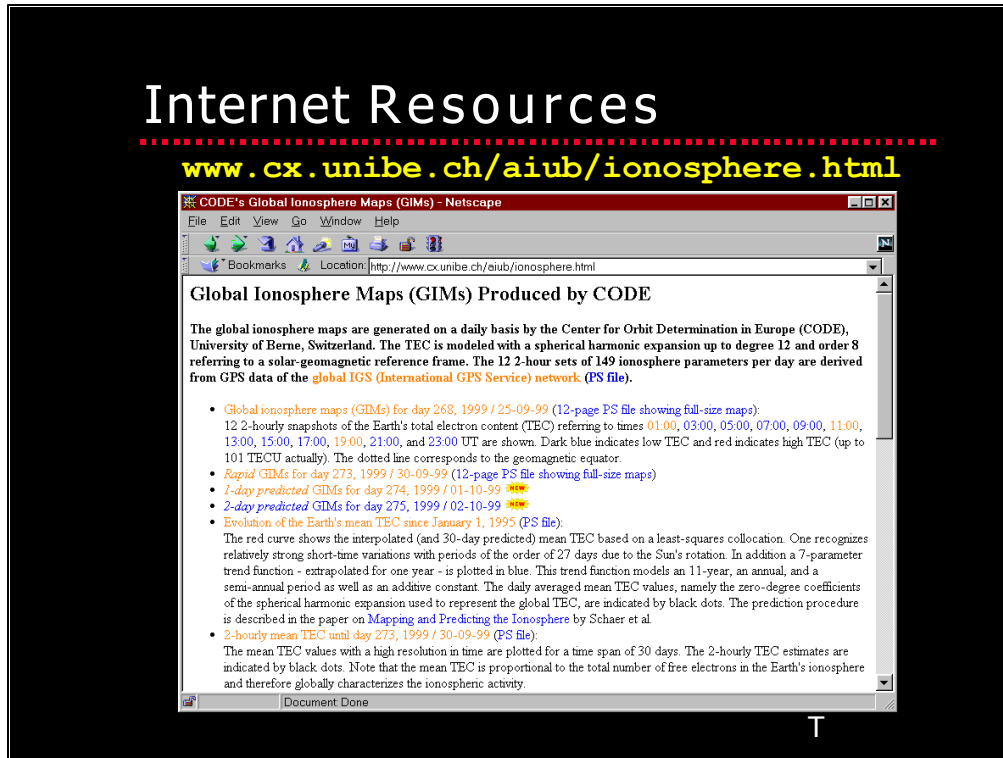 Internet Resources
www.cx.unibe.ch/aiub/ionosphere.html
CODE's Global Ionosphere Maps (GIMs) - Netscape
File Edit View Go Window Help
My
N
Bookmarks Location: http://www.cx.unibe.ch/aiub/ionosphere.html
Global Ionosphere Maps (GIMs) Produced by CODE
The global ionosphere maps are generated on a daily basis by the Center for Orbit Determination in Europe (CODE),
University of Berne, Switzerland. The TEC is modeled with a spherical harmonic expansion up to degree 12 and order 8
referring to a solar-geomagnetic reference frame. The 12 2-hour sets of 149 ionosphere parameters per day are derived
from GPS data of the global IGS (International GPS Service) network (PS file).
• Global ionosphere maps (GIMs) for day 268, 1999 / 25-09-99 (12-page PS file showing full-size maps):
12 2-hourly snapshots of the Earth's total electron content (TEC) referring to times 01:00, 03:00, 05:00, 07:00, 09:00, 11:00,
13:00, 15:00, 17:00, 19:00, 21:00, and 23:00 UT are shown. Dark blue indicates low TEC and red indicates high TEC (up to
101 TECU actually). The dotted line corresponds to the geomagnetic equator.
• Rapid GIMs for day 273, 1999 / 30-09-99 (12-page PS file showing full-size maps)
• 1-day predicted GIMs for day 274, 1999 / 01-10-99 NEW
• 2-day predicted GIMs for day 275, 1999 / 02-10-99 NEW
• Evolution of the Earth's mean TEC since January 1, 1995 (PS file):
The red curve shows the interpolated (and 30-day predicted) mean TEC based on a least-squares collocation. One recognizes
relatively strong short-time variations with periods of the order of 27 days due to the Sun's rotation. In addition a 7-parameter
trend function - extrapolated for one year - is plotted in blue. This trend function models an 11-year, an annual, and a
semi-annual period as well as an additive constant. The daily averaged mean TEC values, namely the zero-degree coefficients
of the spherical harmonic expansion used to represent the global TEC, are indicated by black dots. The prediction procedure
is described in the paper on Mapping and Predicting the Ionosphere by Schaer et al.
• 2-hourly mean TEC until day 273, 1999 / 30-09-99 (PS file):
The mean TEC values with a high resolution in time are plotted for a time span of 30 days. The 2-hourly TEC estimates are
indicated by black dots. Note that the mean TEC is proportional to the total number of free electrons in the Earth's ionosphere
and therefore globally characterizes the ionospheric activity.
Document: Done
T